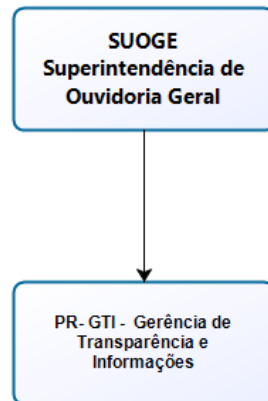 SUOGE
Superintendência de
Ouvidoria Geral
PR- GTI - Gerência de
Transparência e
Informações